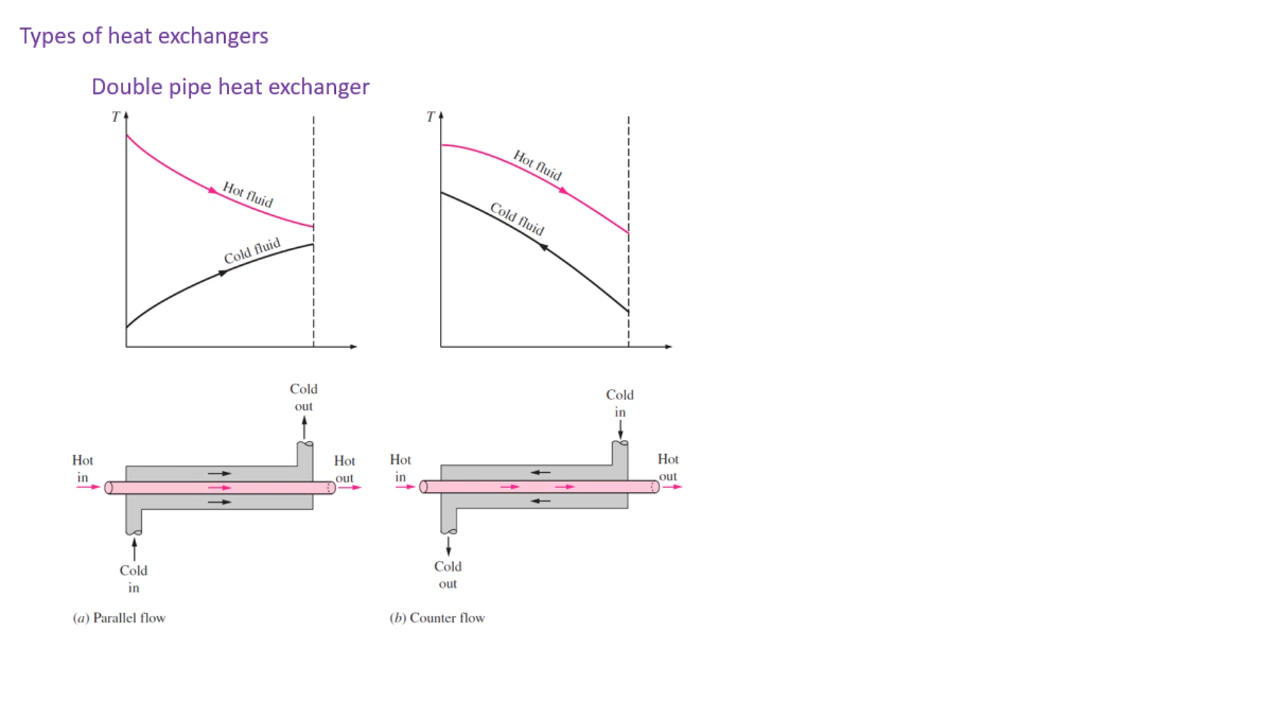 Types of heat exchangers
Double pipe heat exchanger
T
Hot fluid
Cold fluid
T
Hot fluid
Cold fluid
Cold
out
Hot
in
Hot
out
Cold
in
(a) Parallel flow
Cold
in
Hot
in
Hot
out
Cold
out
(b) Counter flow